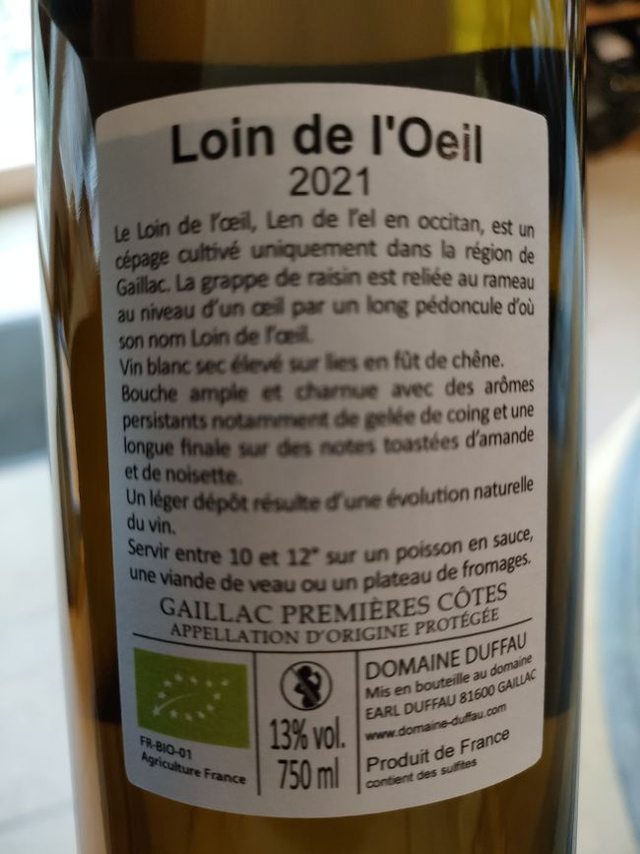 Loin de l'Oeil
2021
Le Loin de l'œil, Len de l'el en occitan, est un
cépage cultivé uniquement dans la région de
Gaillac. La grappe de raisin est reliée au rameau
au niveau d'un œil par un long pédoncule d'où
son nom Loin de l'œil.
Vin blanc sec élevé sur lies en fût de chêne.
Bouche ample et charnue avec des arômes
persistants notamment de gelée de coing et une
longue finale sur des notes toastées d'amande
et de noisette.
Un léger dépôt résulte d'une évolution naturelle
du vin.
Servir entre 10 et 12° sur un poisson en sauce,
une viande de veau ou un plateau de fromages.
GAILLAC PREMIÈRES CÔTES
APPELLATION D'ORIGINE PROTÉGÉE
FR-BIO-01
Agriculture France
13% vol.
750 ml
DOMAINE DUFFAU
Mis en bouteille au domaine
EARL DUFFAU 81600 GAILLAC
www.domaine-duffau.com
Produit de France
contient des sulfites